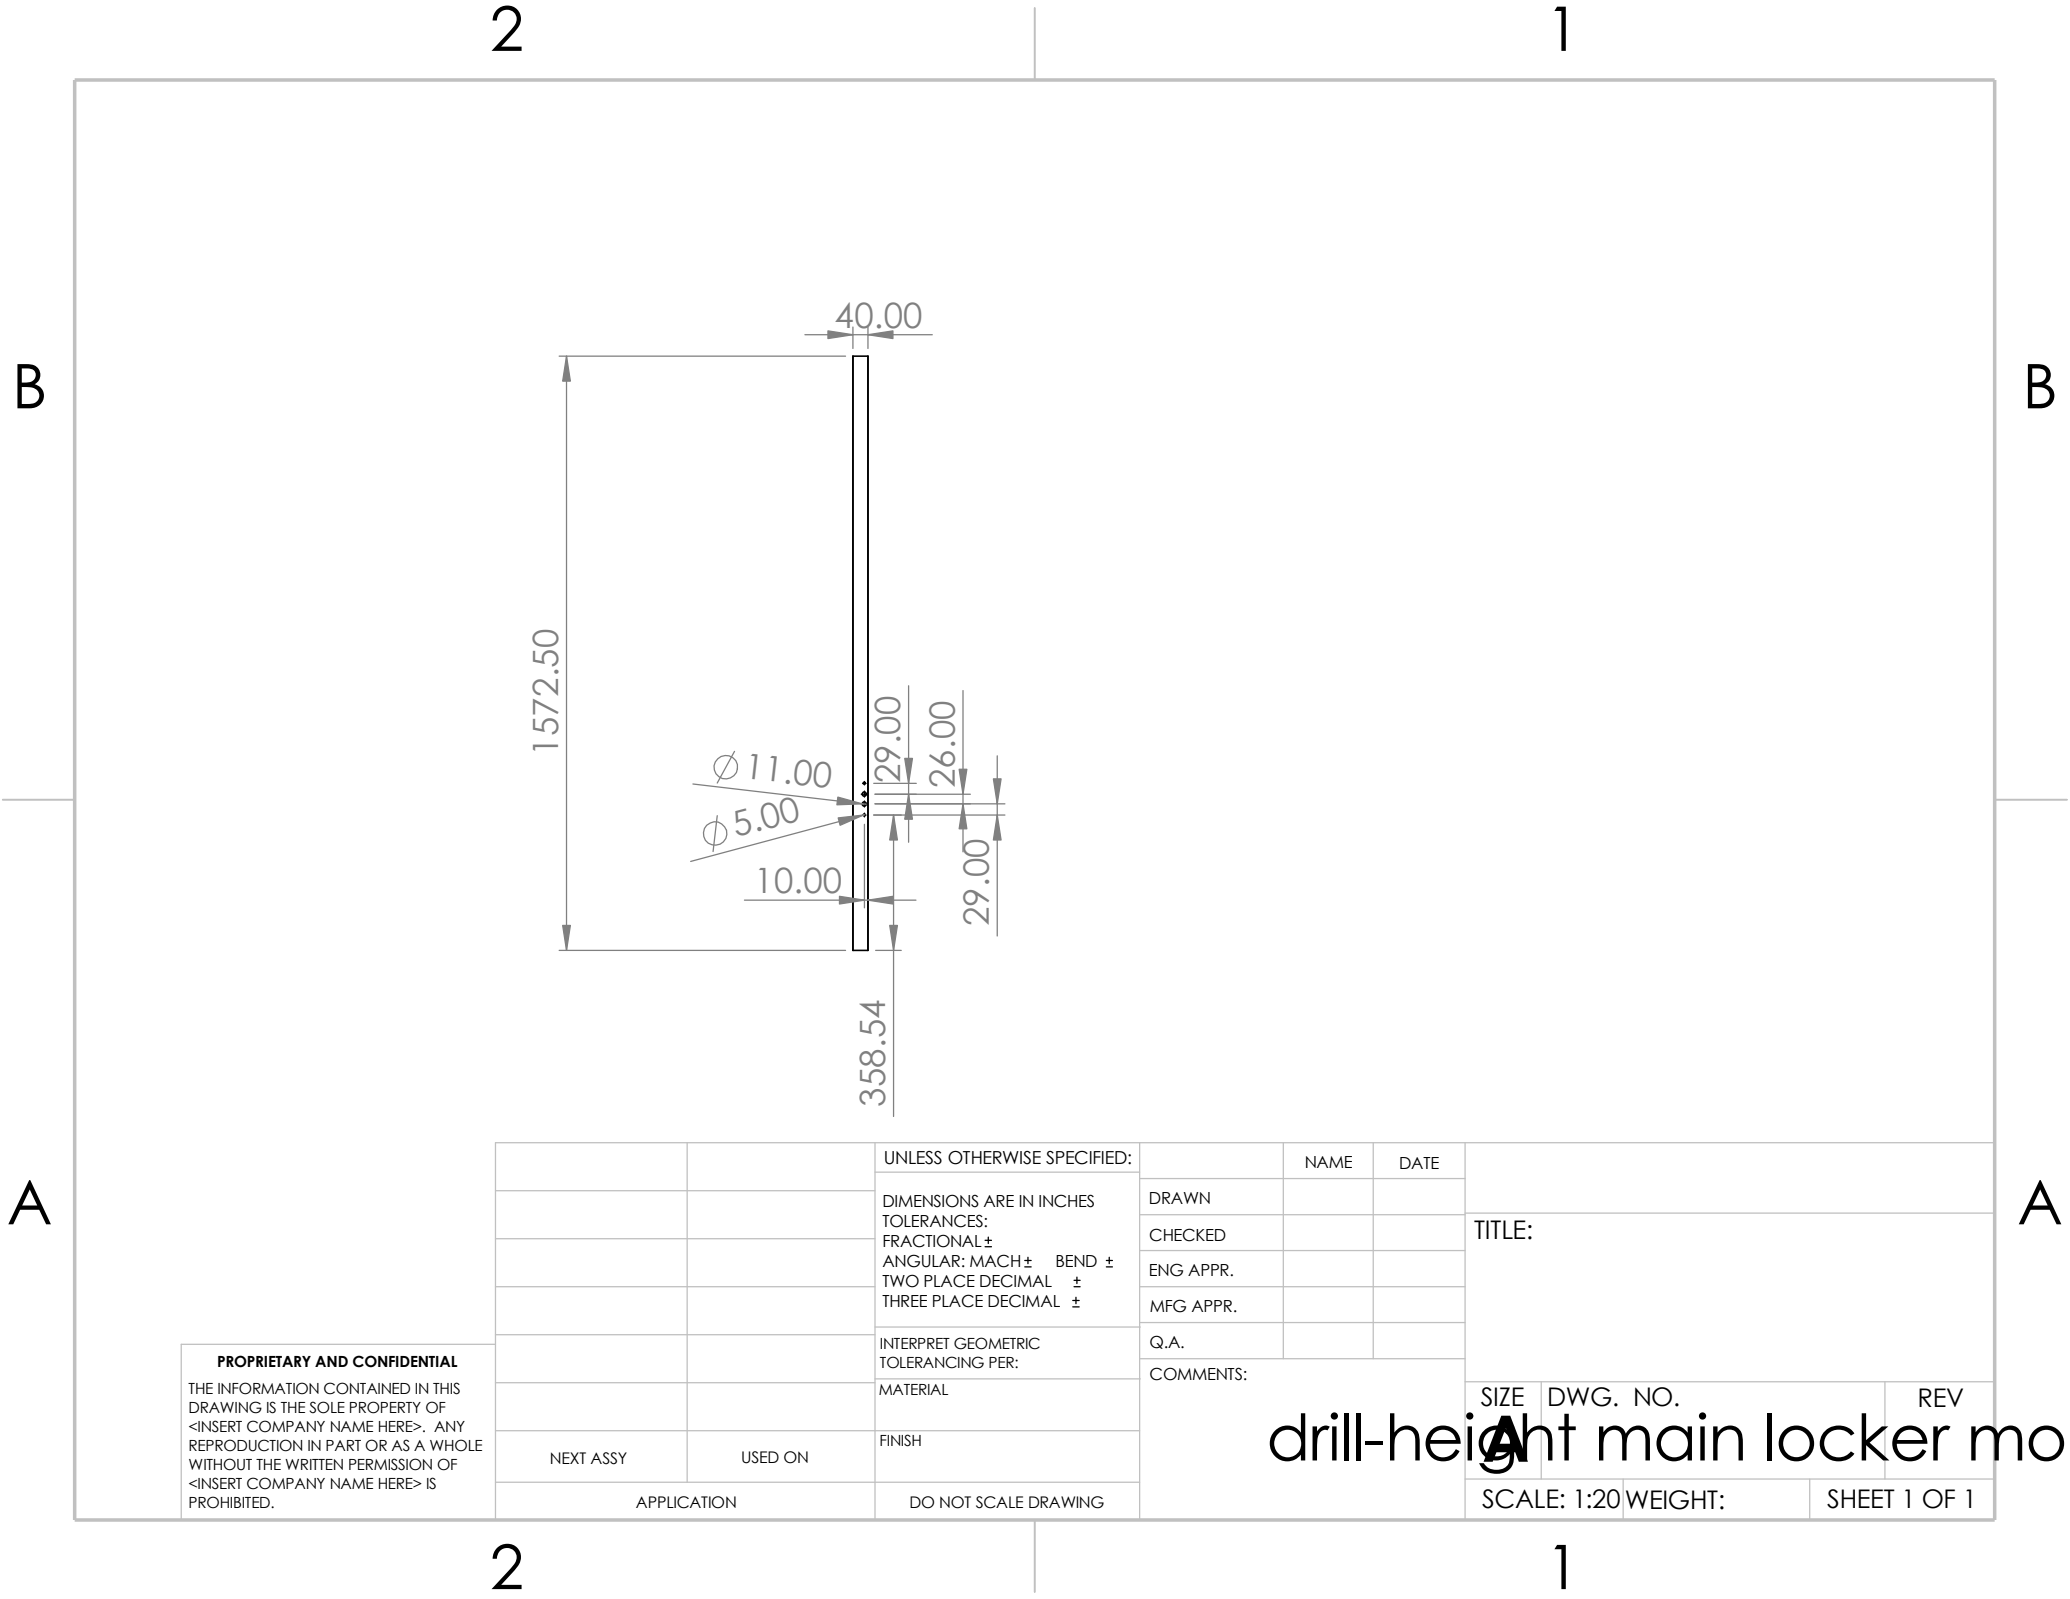 2
1
B
B
40.00
1572.50
29.00
26.00
⌀ 11.00
⌀ 5.00
10.00
29.00
358.54
A
A
UNLESS OTHERWISE SPECIFIED:
DIMENSIONS ARE IN INCHES
TOLERANCES:
FRACTIONAL ±
ANGULAR: MACH ± BEND ±
TWO PLACE DECIMAL ±
THREE PLACE DECIMAL ±
INTERPRET GEOMETRIC
TOLERANCING PER:
MATERIAL
FINISH
DO NOT SCALE DRAWING
NAME
DATE
DRAWN
CHECKED
ENG APPR.
MFG APPR.
Q.A.
COMMENTS:
TITLE:
SIZE
DWG. NO.
REV
A
drill-height main locker mo
SCALE: 1:20
WEIGHT:
SHEET 1 OF 1
PROPRIETARY AND CONFIDENTIAL
THE INFORMATION CONTAINED IN THIS
DRAWING IS THE SOLE PROPERTY OF
<INSERT COMPANY NAME HERE>. ANY
REPRODUCTION IN PART OR AS A WHOLE
WITHOUT THE WRITTEN PERMISSION OF
<INSERT COMPANY NAME HERE> IS
PROHIBITED.
NEXT ASSY
USED ON
APPLICATION
2
1